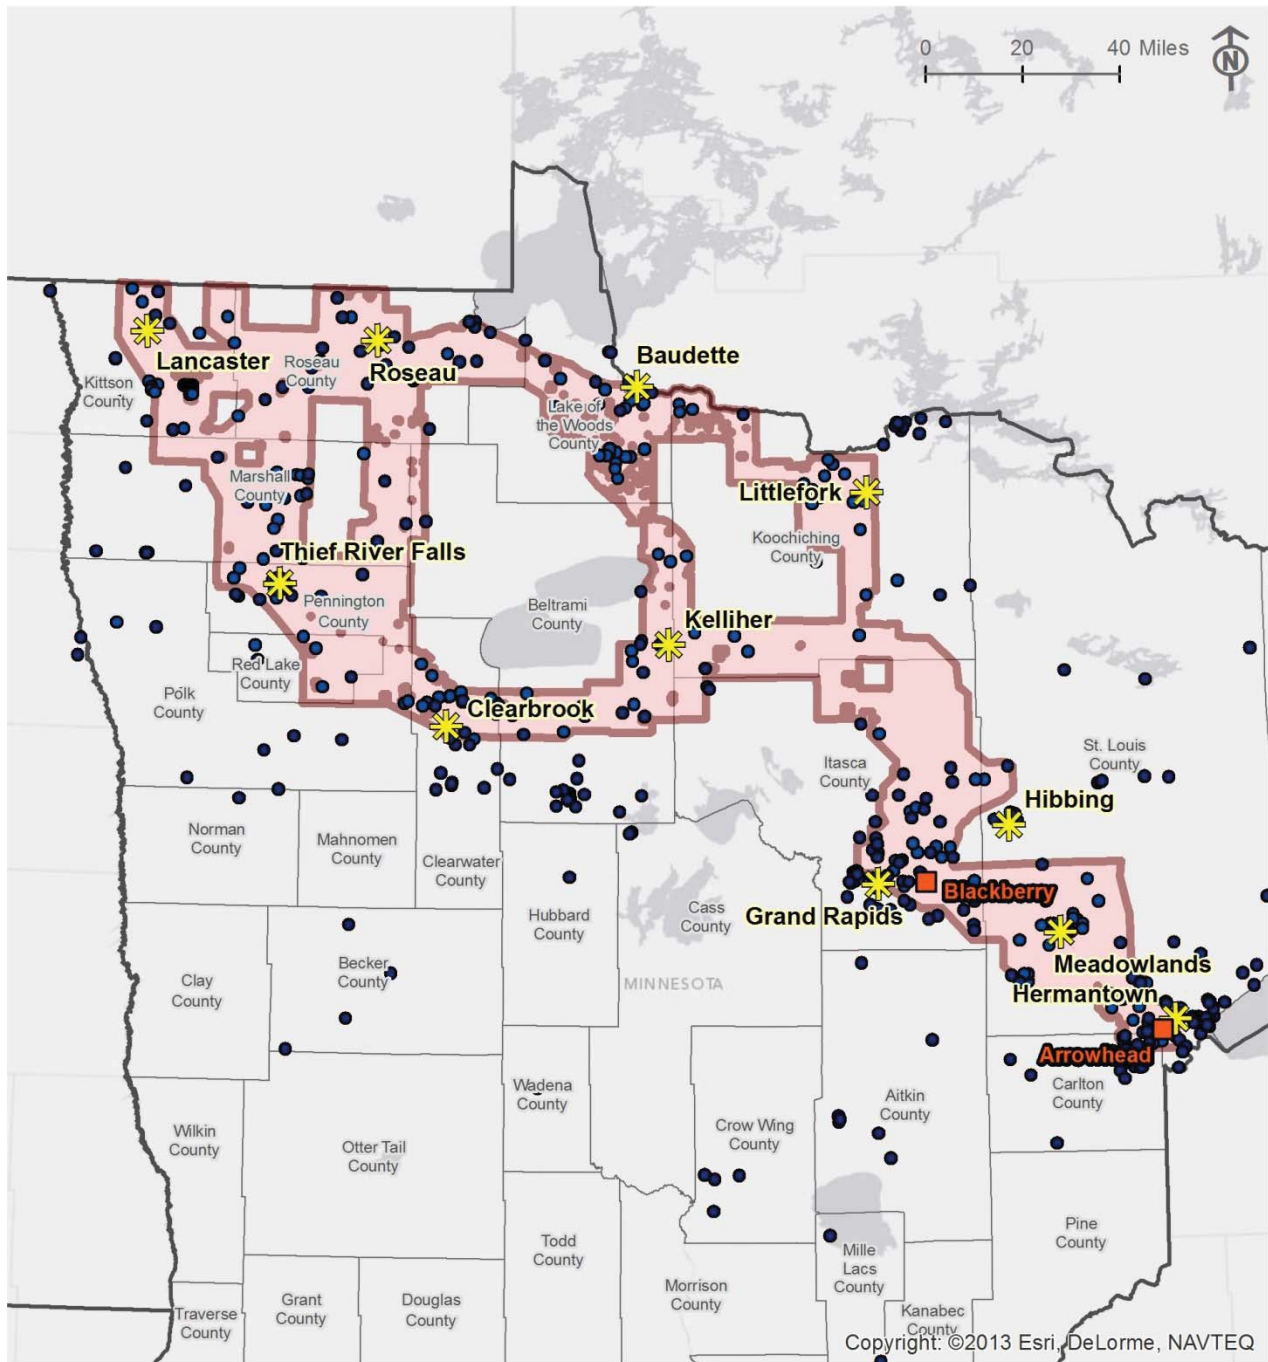 0 20 40 Miles
N
Baudette
Lancaster
Roseau
County
Roseau
Kittson
County
Lake of
the Woods
County
Marshall
County
Littlefork
Koochiching
County
Thief River Falls
Pennington
County
Beltrami
County
Kelliher
Red Lake
County
Polk
County
Clearbrook
St. Louis
County
Itasca
County
Hibbing
Norman
County
Mahnomen
County
Clearwater
County
Blackberry
Hubbard
County
Cass
County
Grand Rapids
Becker
County
Clay
County
MINNESOTA
Meadowlands
Hermantown
Arrowhead
Wadena
County
Carlton
County
Aitkin
County
Wilkin
County
Otter Tail
County
Crow Wing
County
Todd
County
Pine
County
Mille
Lacs
County
Grant
County
Douglas
County
Morrison
County
Traverse
County
Kanabec
County
Copyright: ©2013 Esri, DeLorme, NAVTEQ